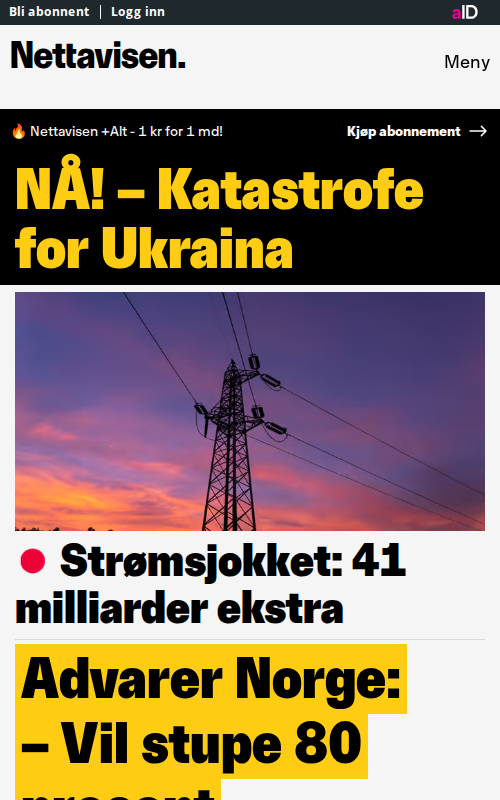 Bli abonnent
Logg inn
aID
Nettavisen.
Meny
Nettavisen +Alt - 1 kr for 1 md!
Kjøp abonnement
NÅ! – Katastrofe
for Ukraina
Strømsjokket: 41
milliarder ekstra
Advarer Norge:
– Vil stupe 80
prosent